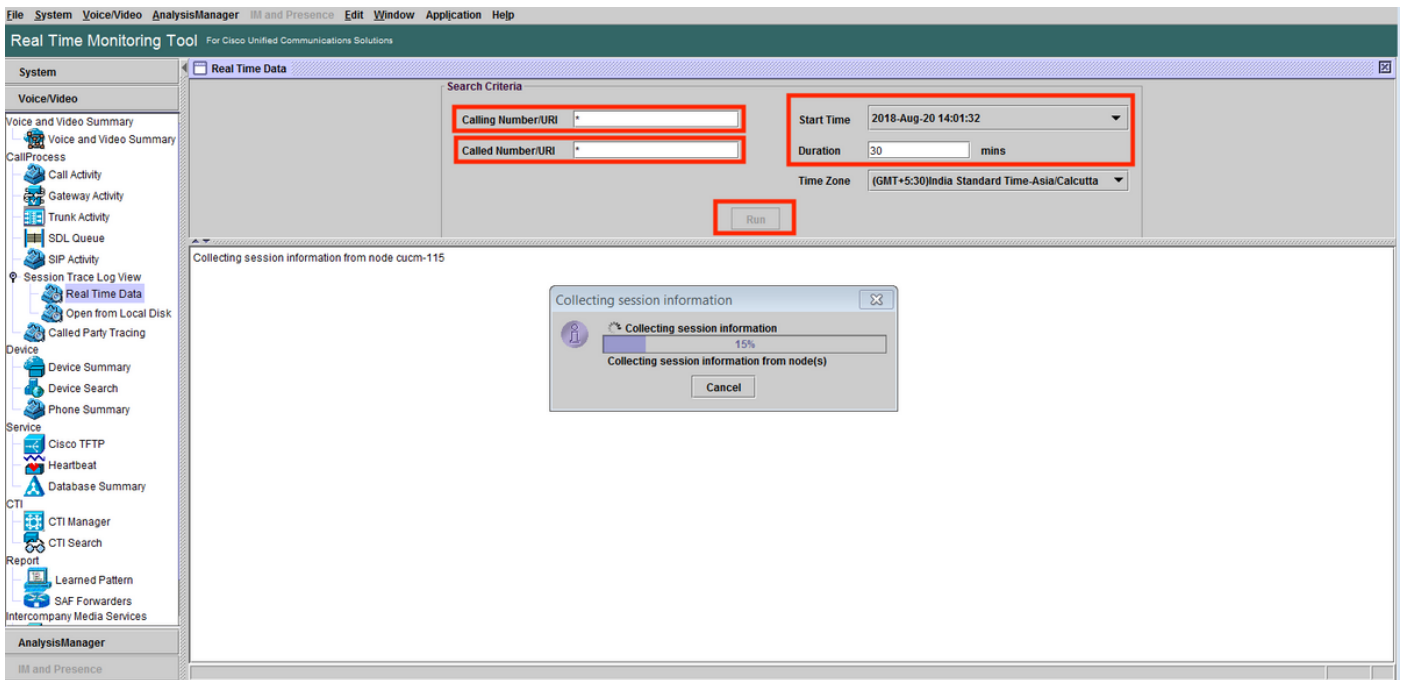 File System Voice/Video AnalysisManager IM and Presence Edit Window Application Help
Real Time Monitoring Tool For Cisco Unified Communications Solutions
System
Voice/Video
Voice and Video Summary
Voice and Video Summary
CallProcess
Call Activity
Gateway Activity
Trunk Activity
SDL Queue
SIP Activity
Session Trace Log View
Real Time Data
Open from Local Disk
Called Party Tracing
Device
Device Summary
Device Search
Phone Summary
Service
Cisco TFTP
Heartbeat
Database Summary
CTI
CTI Manager
CTI Search
Report
Learned Pattern
SAF Forwarders
Intercompany Media Services
AnalysisManager
IM and Presence
Real Time Data
Search Criteria
Calling Number/URI *
Called Number/URI *
Start Time 2018-Aug-20 14:01:32
Duration 30 mins
Time Zone (GMT+5:30)India Standard Time-Asia/Calcutta
Run
Collecting session information from node cucm-115
Collecting session information
Collecting session information
15%
Collecting session information from node(s)
Cancel